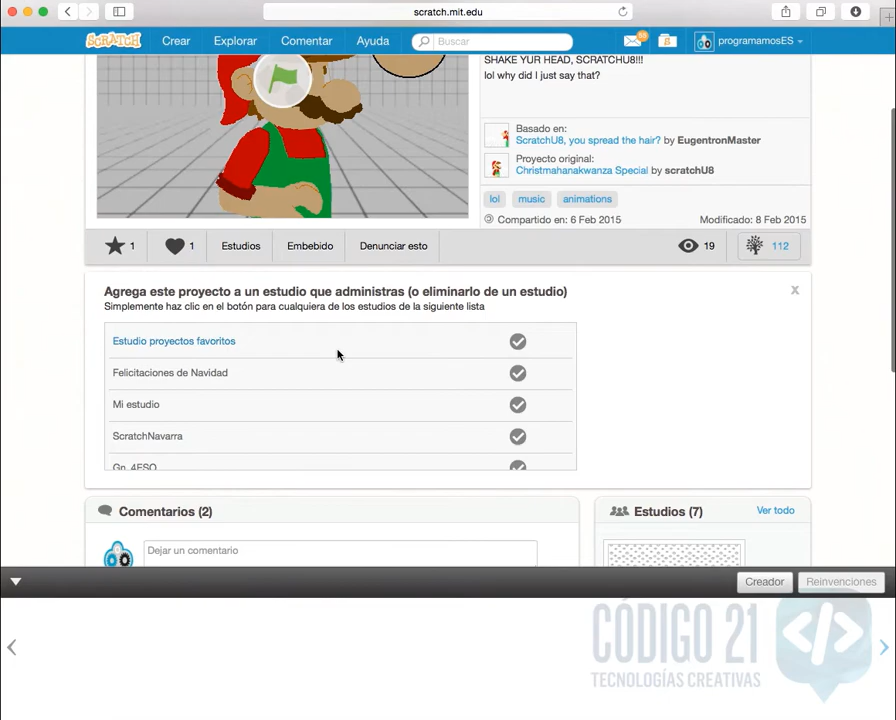 scratch.mit.edu
SCRATCH Crear Explorar Comentar Ayuda Buscar programamosES
SHAKE YUR HEAD, SCRATCHU8!!!
lol why did I just say that?
Basado en:
ScratchU8, you spread the hair? by EugentronMaster
Proyecto original:
Christmahanakwanza Special by scratchU8
lol music animations
Compartido en: 6 Feb 2015 Modificado: 8 Feb 2015
1 1 Estudios Embebido Denunciar esto 19 112
Agrega este proyecto a un estudio que administras (o eliminarlo de un estudio)
Simplemente haz clic en el botón para cualquiera de los estudios de la siguiente lista
Estudio proyectos favoritos
Felicitaciones de Navidad
Mi estudio
ScratchNavarra
Gn_4ESO
Comentarios (2) Estudios (7) Ver todo
Dejar un comentario
Creador Reinvenciones
CÓDIGO 21
TECNOLOGÍAS CREATIVAS